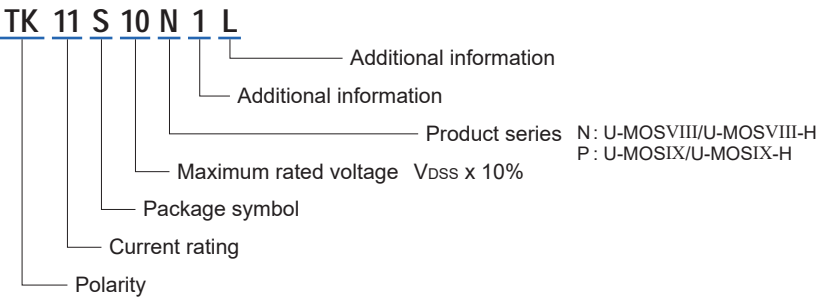 TK 11 S 10 N 1 L
Additional information
Additional information
Product series N : U-MOSVIII/U-MOSVIII-H
P : U-MOSIX/U-MOSIX-H
Maximum rated voltage VDSS x 10%
Package symbol
Current rating
Polarity